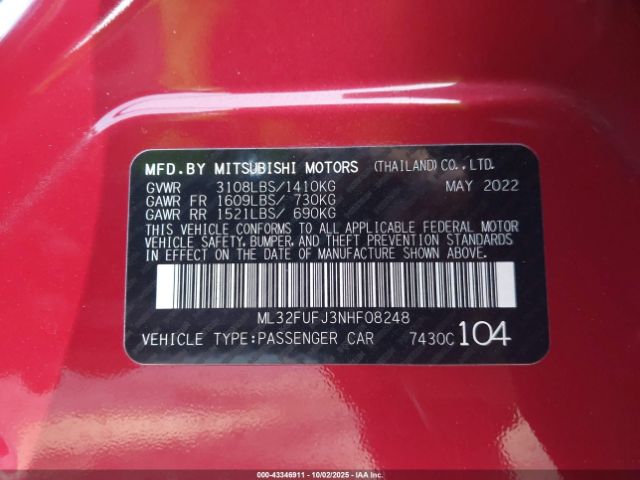 MFD.BY MITSUBISHI MOTORS (THAILAND)CO.,LTD.
GVWR 3108LBS/1410KG MAY 2022
GAWR FR 1609LBS/ 730KG
GAWR RR 1521LBS/ 690KG
THIS VEHICLE CONFORMS TO ALL APPLICABLE FEDERAL MOTOR
VEHICLE SAFETY, BUMPER, AND THEFT PREVENTION STANDARDS
IN EFFECT ON THE DATE OF MANUFACTURE SHOWN ABOVE.
ML32FUFJ3NHF08248
VEHICLE TYPE:PASSENGER CAR 7430C 104
000-43346911 - 10/02/2025 - IAAI.COM